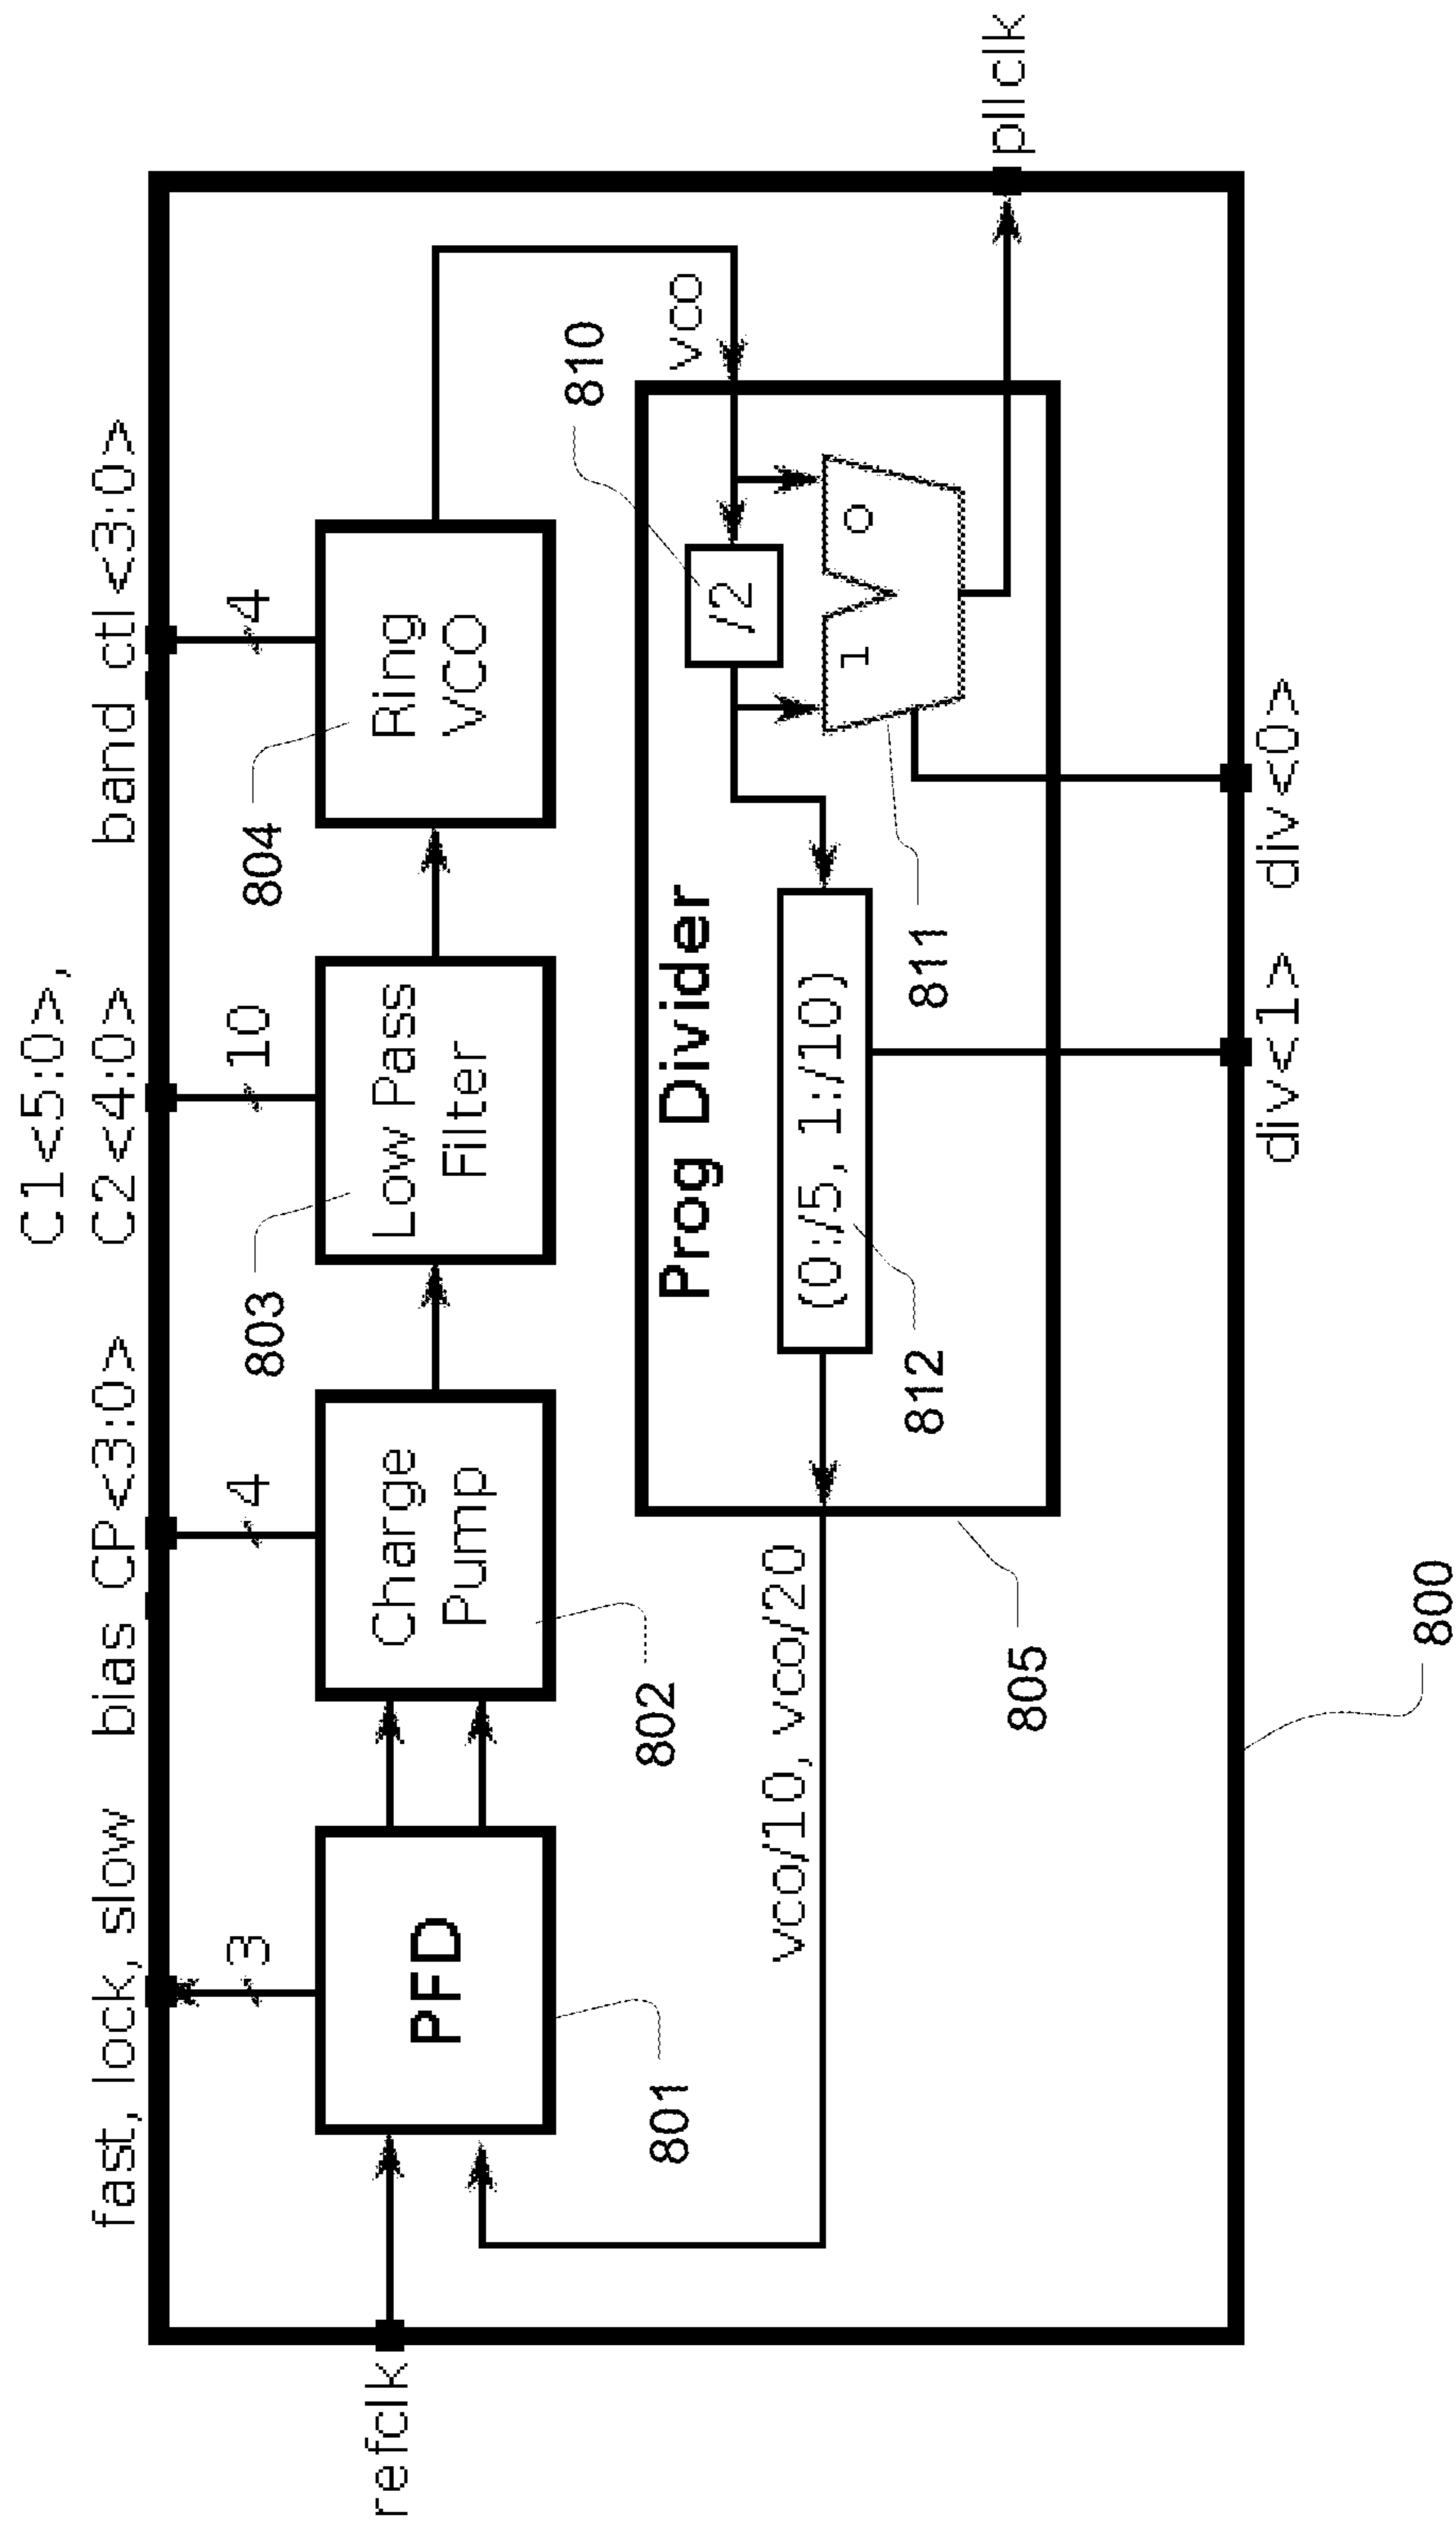 C1<5:0>,
fast, lock, slow
bias CP<3:0>
C2<4:0>
band ctl<3:0>
3
4
10
4
803
804
refclk
PFD
Charge
Pump
Low Pass
Filter
Ring
VCO
801
802
810
Prog Divider
vco
/2
vco/10, vco/20
(0:/5, 1:/10)
1
0
812
811
805
pllclk
div<1>
div<0>
800